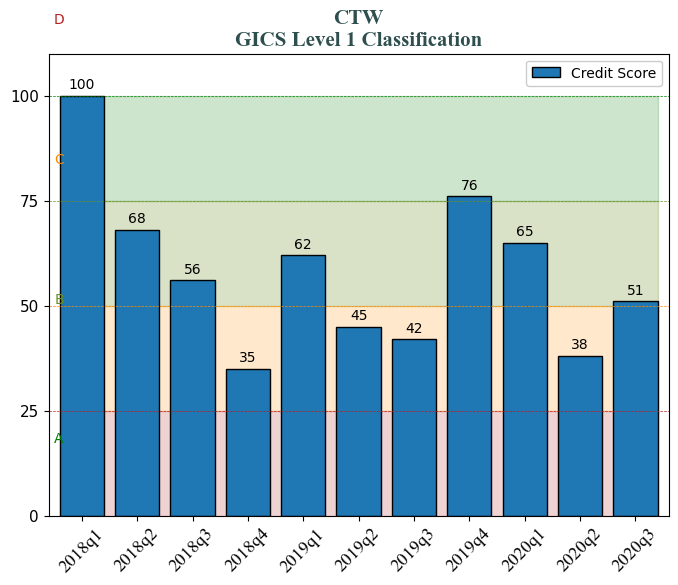 D
CTW
GICS Level 1 Classification
Credit Score
100
75
50
25
0
C
B
A
100
68
56
35
62
45
42
76
65
38
51
2018q1
2018q2
2018q3
2018q4
2019q1
2019q2
2019q3
2019q4
2020q1
2020q2
2020q3